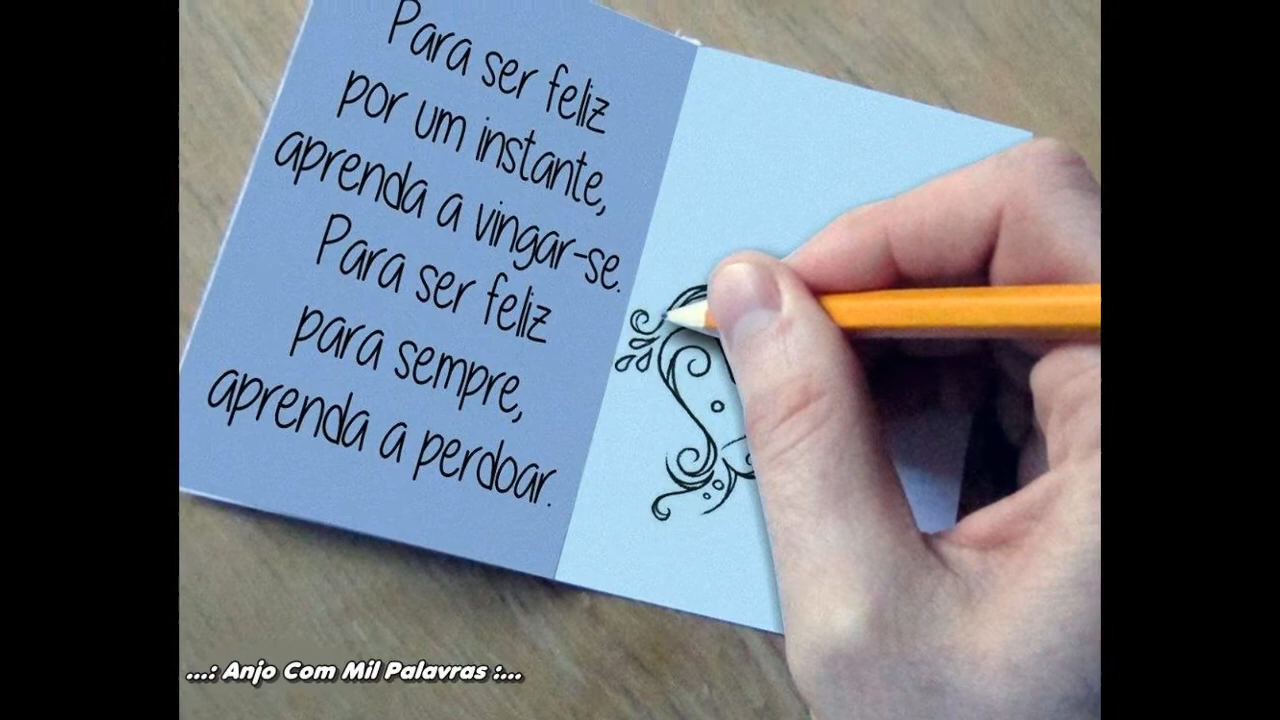 Para ser feliz
por um instante,
aprenda a vingar-se.
Para ser feliz
para sempre,
aprenda a perdoar.
...: Anjo Com Mil Palavras :...